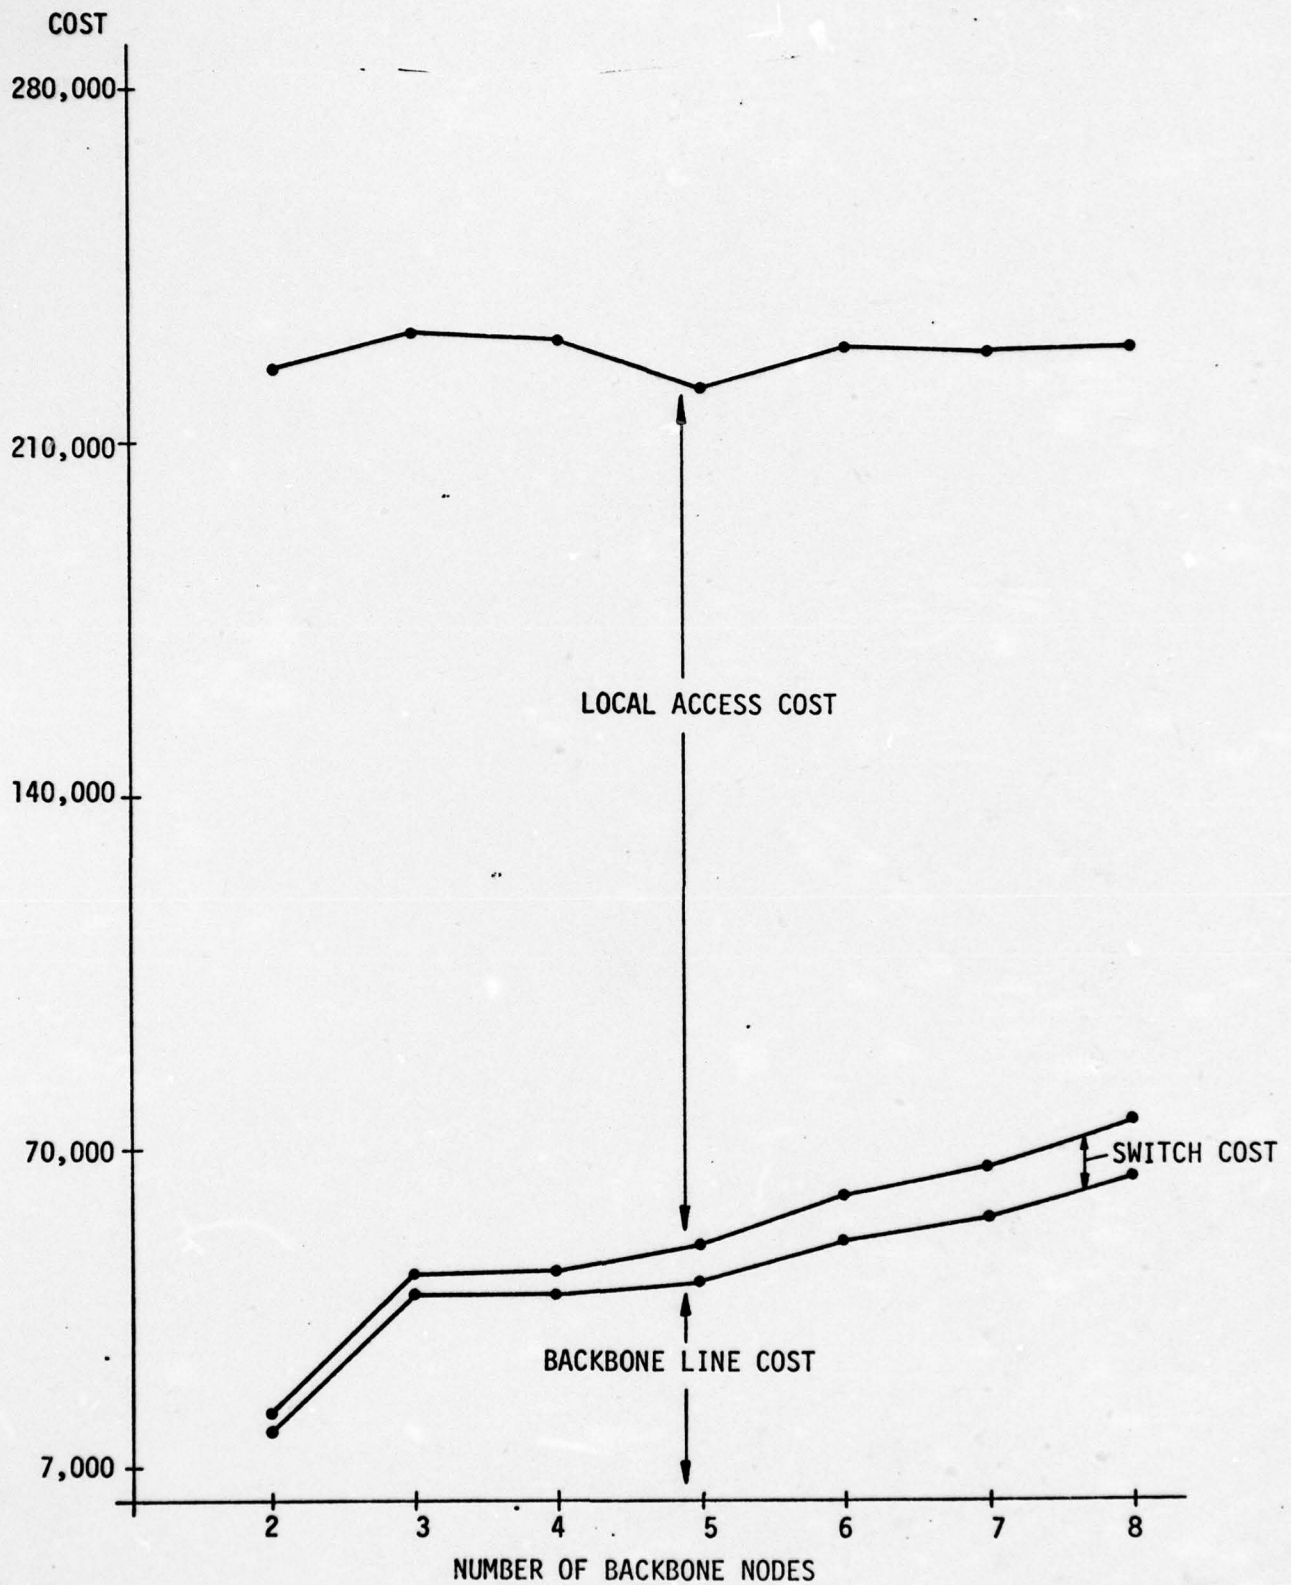 COST
280,000
210,000
LOCAL ACCESS COST
140,000
70,000
SWITCH COST
BACKBONE LINE COST
7,000
2 3 4 5 6 7 8
NUMBER OF BACKBONE NODES